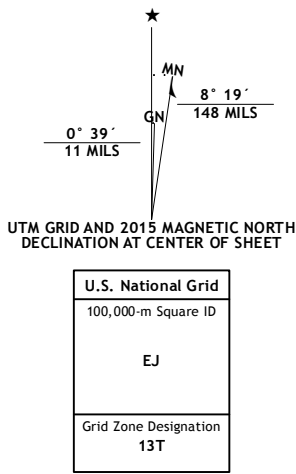 ★
MN
8° 19´
148 MILS
GN
0° 39´
11 MILS
UTM GRID AND 2015 MAGNETIC NORTH
DECLINATION AT CENTER OF SHEET
U.S. National Grid
100,000-m Square ID
EJ
Grid Zone Designation
13T